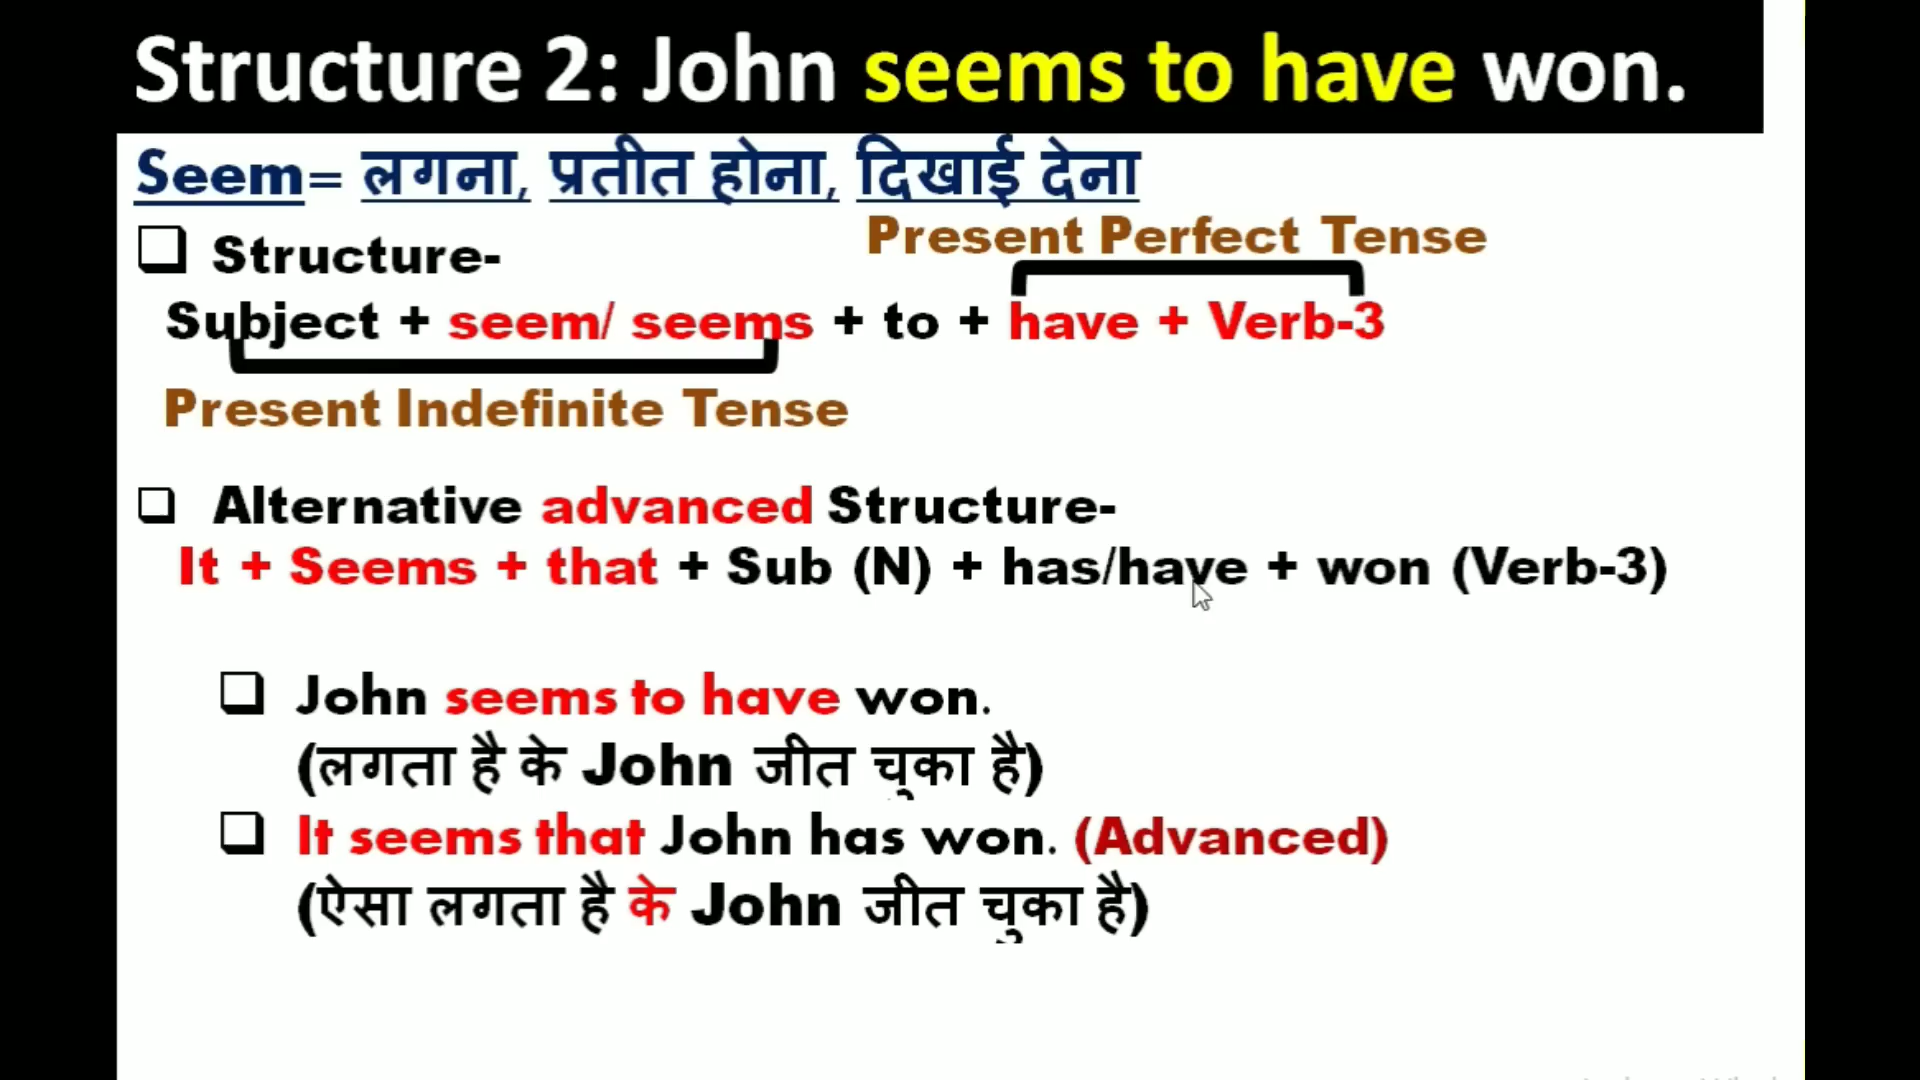 Structure 2: John seems to have won.
Seem= लगना, प्रतीत होना, दिखाई देना
Present Perfect Tense
Structure-
Subject + seem/ seems + to + have + Verb-3
Present Indefinite Tense
Alternative advanced Structure-
It + Seems + that + Sub (N) + has/have + won (Verb-3)
John seems to have won.
(लगता है के John जीत चुका है)
It seems that John has won. (Advanced)
(ऐसा लगता है के John जीत चुका है)